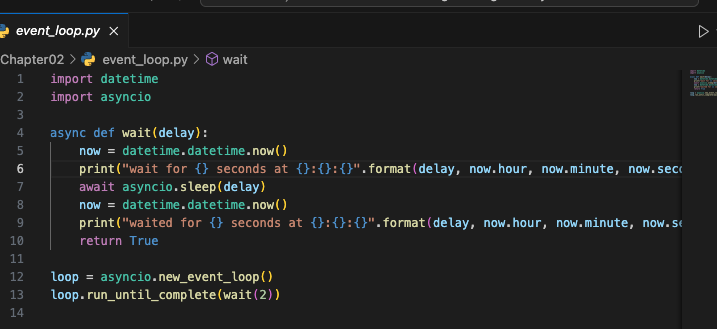 event_loop.py ×
Chapter02 > event_loop.py > wait
1 import datetime
2 import asyncio
3
4 async def wait(delay):
5 now = datetime.datetime.now()
6 print("wait for {} seconds at {}:{}:{}".format(delay, now.hour, now.minute, now.seco
7 await asyncio.sleep(delay)
8 now = datetime.datetime.now()
9 print("waited for {} seconds at {}:{}:{}".format(delay, now.hour, now.minute, now.se
10 return True
11
12 loop = asyncio.new_event_loop()
13 loop.run_until_complete(wait(2))
14